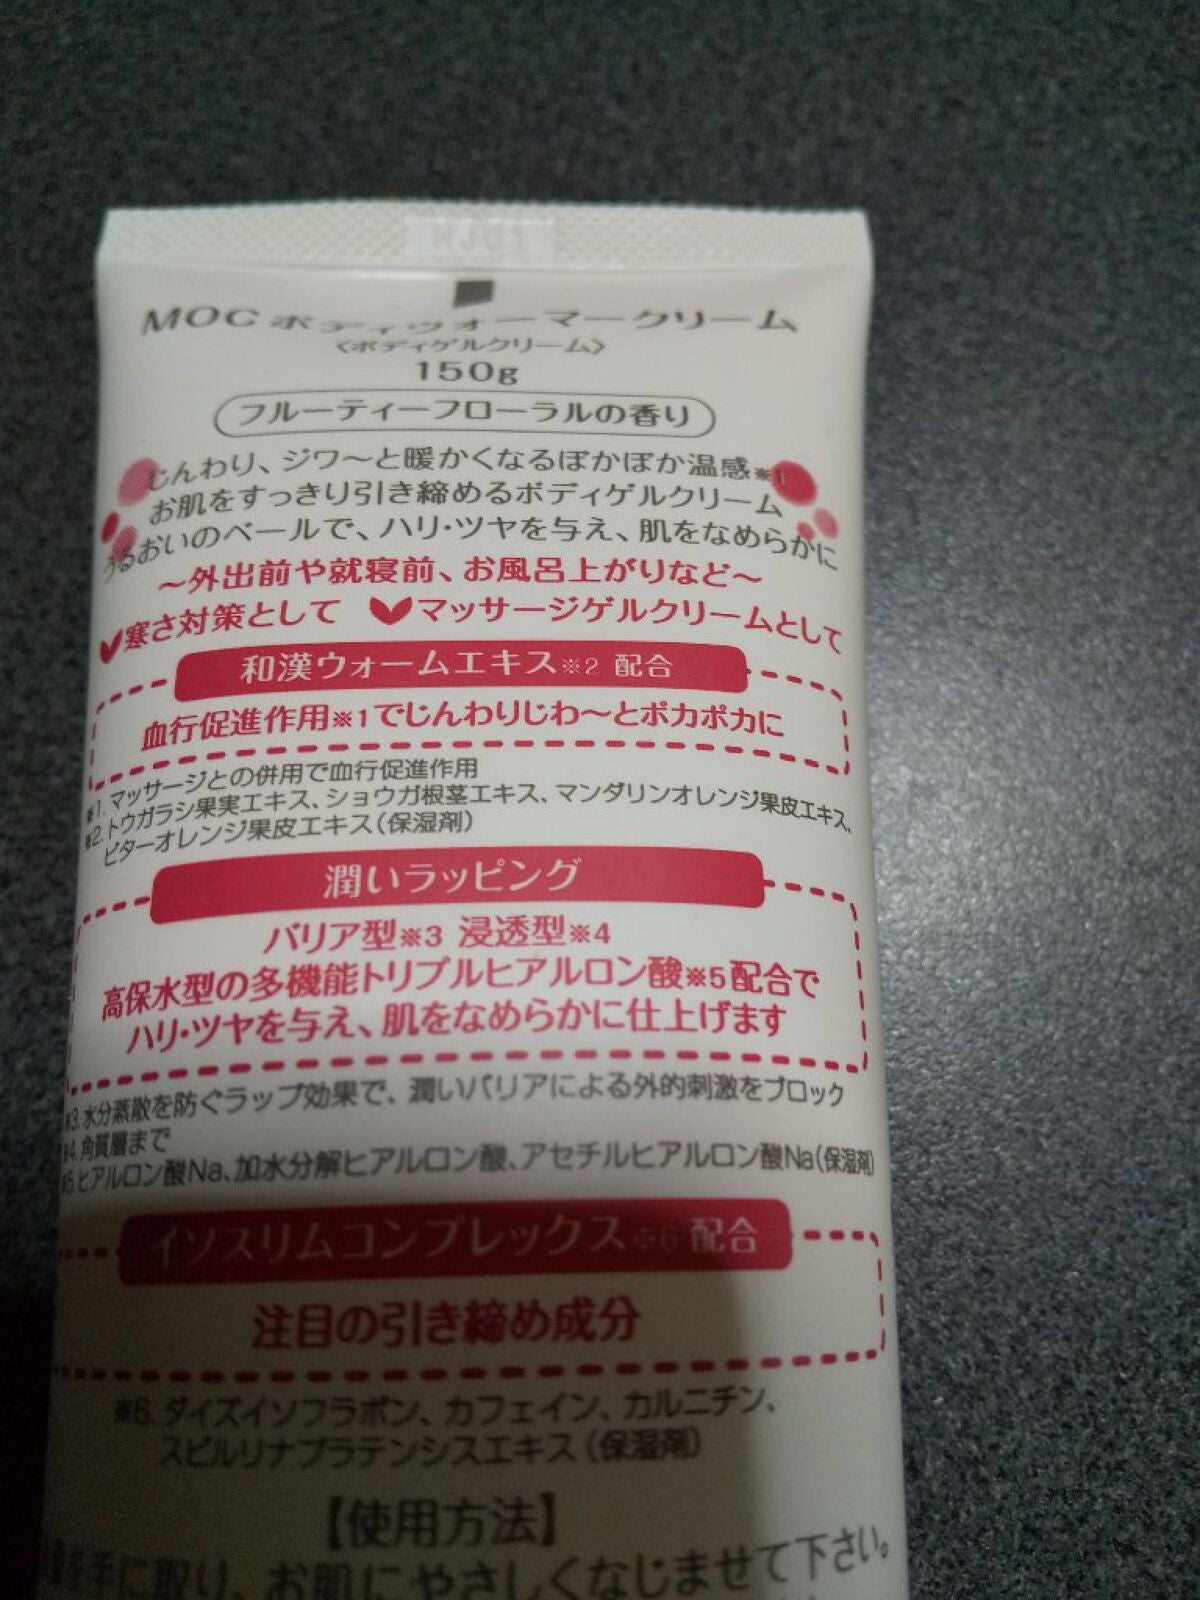 MOC ボディウォーマークリーム
〈ボディゲルクリーム〉
150g
フルーティーフローラルの香り
じんわり、ジワ〜と暖かくなるぽかぽか温感※1
お肌をすっきり引き締めるボディゲルクリーム
うるおいのベールで、ハリ・ツヤを与え、肌をなめらかに
〜外出前や就寝前、お風呂上がりなど〜
寒さ対策として マッサージゲルクリームとして
和漢ウォームエキス※2 配合
血行促進作用※1でじんわりじわ〜とポカポカに
※1. マッサージとの併用で血行促進作用
※2. トウガラシ果実エキス、ショウガ根茎エキス、マンダリンオレンジ果皮エキス、
ビターオレンジ果皮エキス(保湿剤)
潤いラッピング
バリア型※3 浸透型※4
高保水型の多機能トリプルヒアルロン酸※5配合で
ハリ・ツヤを与え、肌をなめらかに仕上げます
※3. 水分蒸散を防ぐラップ効果で、潤いバリアによる外的刺激をブロック
※4. 角質層まで
※5. ヒアルロン酸Na、加水分解ヒアルロン酸、アセチルヒアルロン酸Na(保湿剤)
イソスリムコンプレックス※6 配合
注目の引き締め成分
※6. ダイズイソフラボン、カフェイン、カルニチン、
スピルリナプラテンシスエキス(保湿剤)
【使用方法】
を手に取り、お肌にやさしくなじませて下さい。